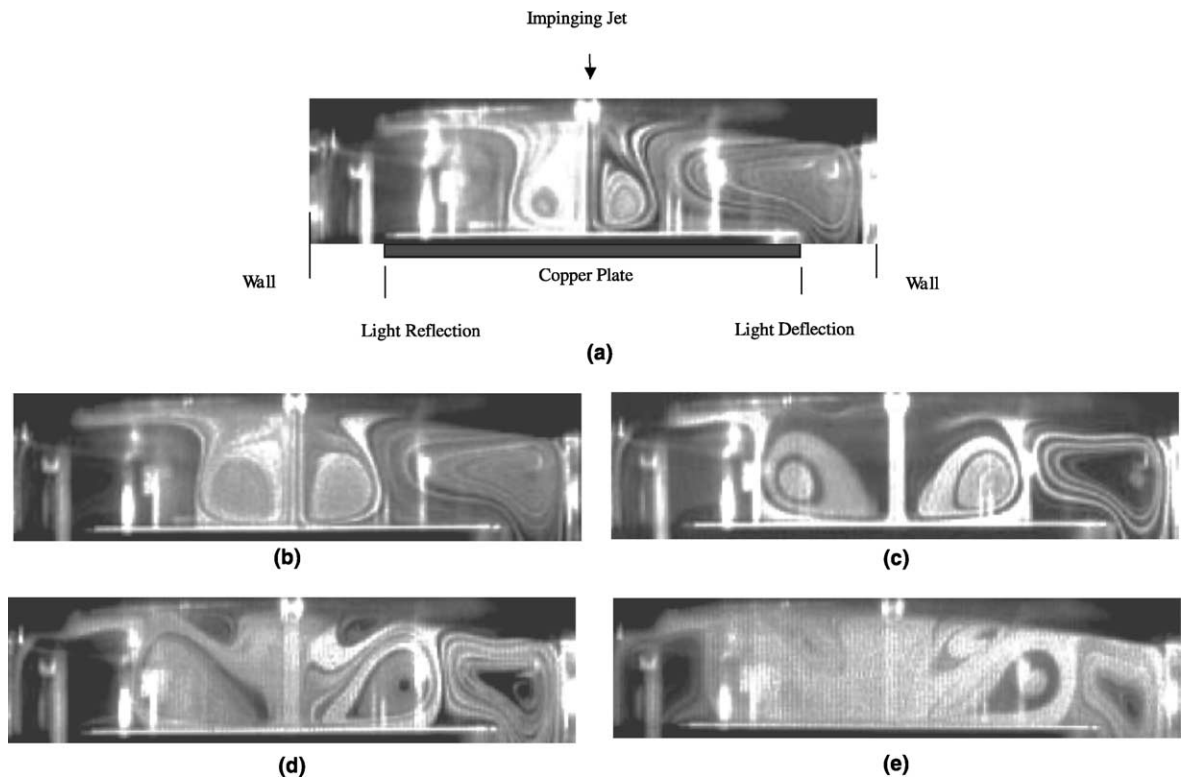 Impinging Jet
Wall
Copper Plate
Wall
Light Reflection
Light Deflection
(a)
(b)
(c)
(d)
(e)